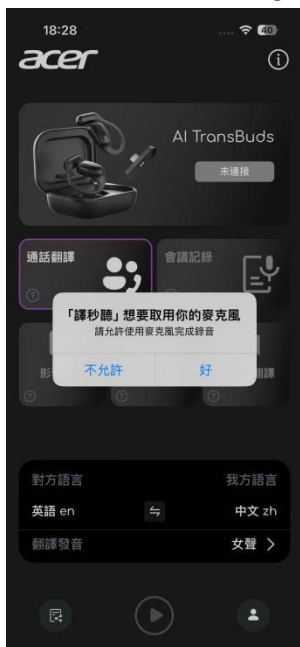 18:28
40
acer
AI TransBuds
未連接
通話翻譯
會議記錄
「譯秒聽」想要取用你的麥克風
請允許使用麥克風完成錄音
不允許
好
對方語言
我方語言
英語 en
中文 zh
翻譯發音
女聲